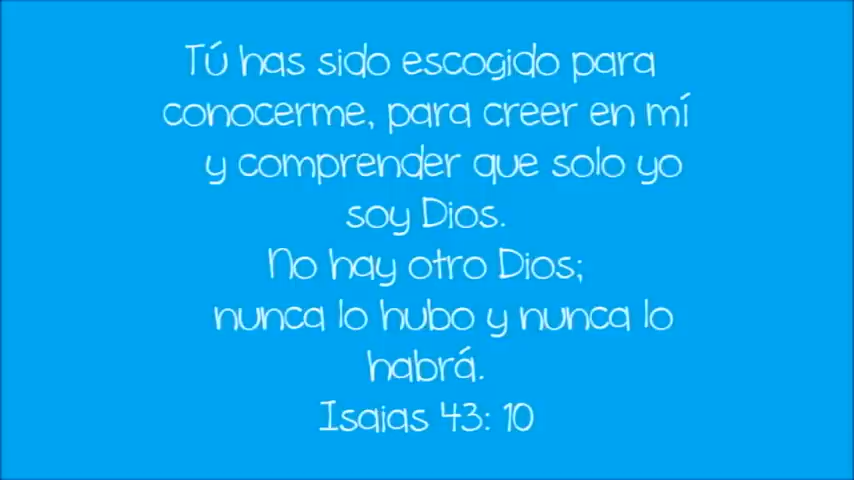 Tú has sido escogido para
conocerme, para creer en mí
y comprender que solo yo
soy Dios.
No hay otro Dios;
nunca lo hubo y nunca lo
habrá.
Isaias 43: 10